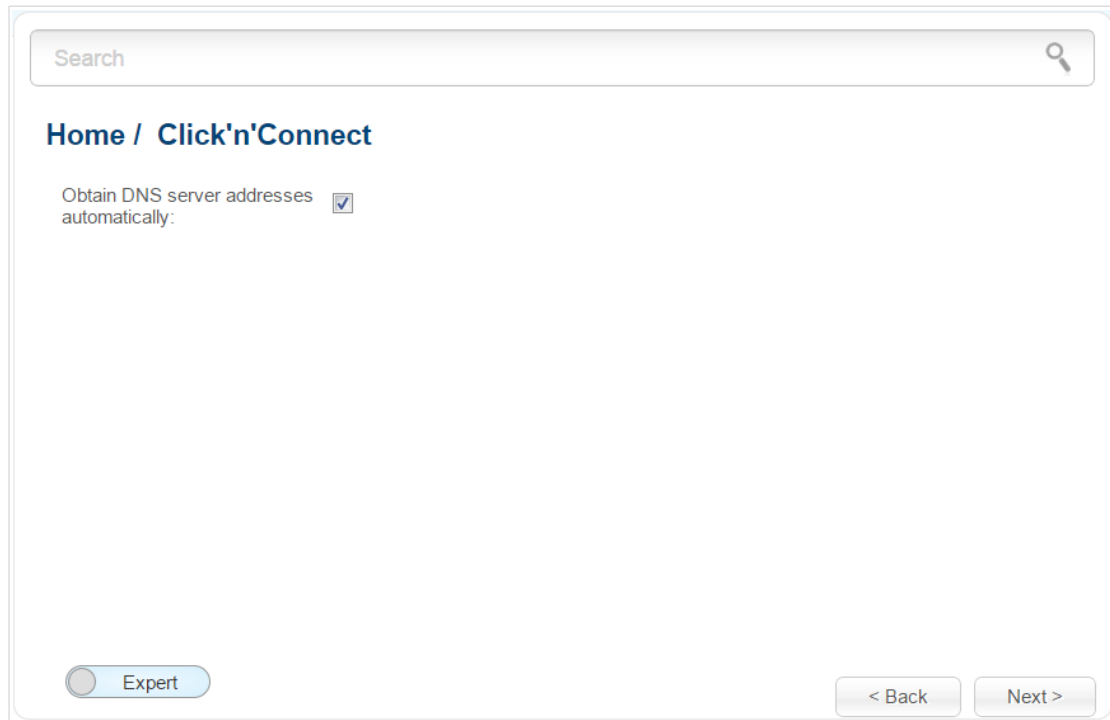 Search
Home / Click'n'Connect
Obtain DNS server addresses
automatically:
Expert
< Back
Next >